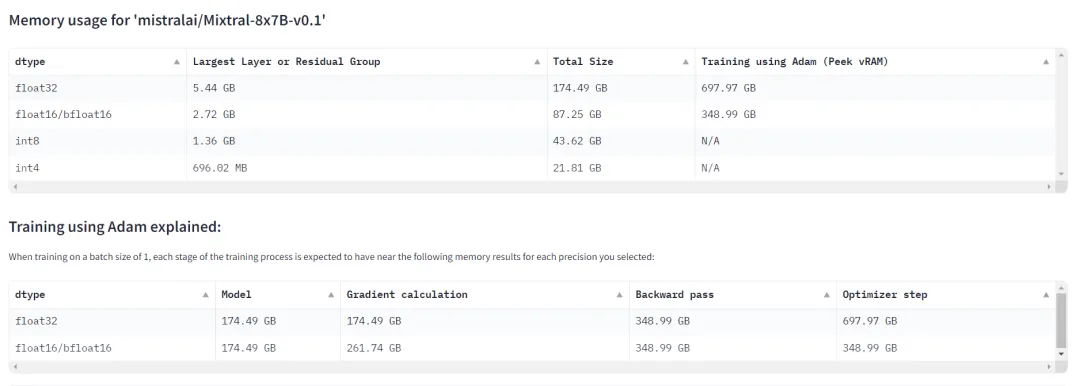 Memory usage for 'mistralai/Mixtral-8x7B-v0.1'
dtype Largest Layer or Residual Group Total Size Training using Adam (Peek vRAM)
float32 5.44 GB 174.49 GB 697.97 GB
float16/bfloat16 2.72 GB 87.25 GB 348.99 GB
int8 1.36 GB 43.62 GB N/A
int4 696.02 MB 21.81 GB N/A
Training using Adam explained:
When training on a batch size of 1, each stage of the training process is expected to have near the following memory results for each precision you selected:
dtype Model Gradient calculation Backward pass Optimizer step
float32 174.49 GB 174.49 GB 348.99 GB 697.97 GB
float16/bfloat16 174.49 GB 261.74 GB 348.99 GB 348.99 GB